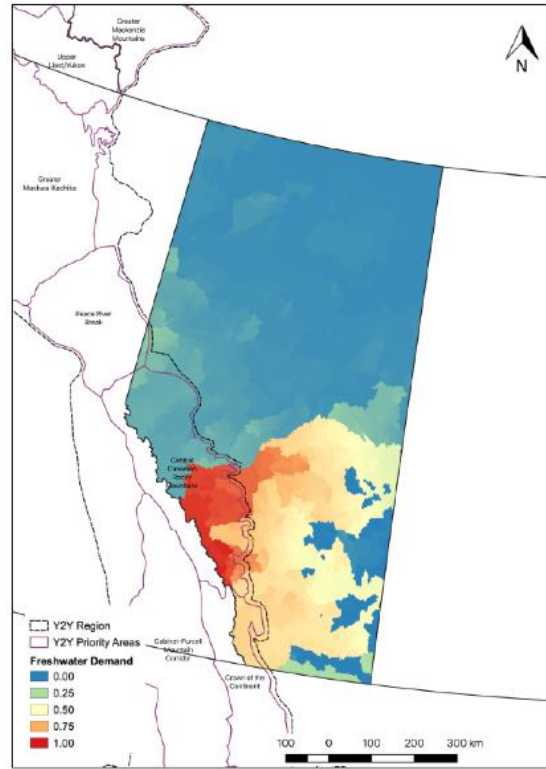 Greater
Mackenzie
Mountains
Upper
Liard/Yukon
N
Greater
Muskwa-Kechika
Peace River
Break
Central
Canadian
Rocky
Mountains
Y2Y Region
Y2Y Priority Areas
Freshwater Demand
0.00
0.25
0.50
0.75
1.00
Cabinet-Purcell
Mountain
Corridor
Crown of the
Continent
100 0 100 200 300 km